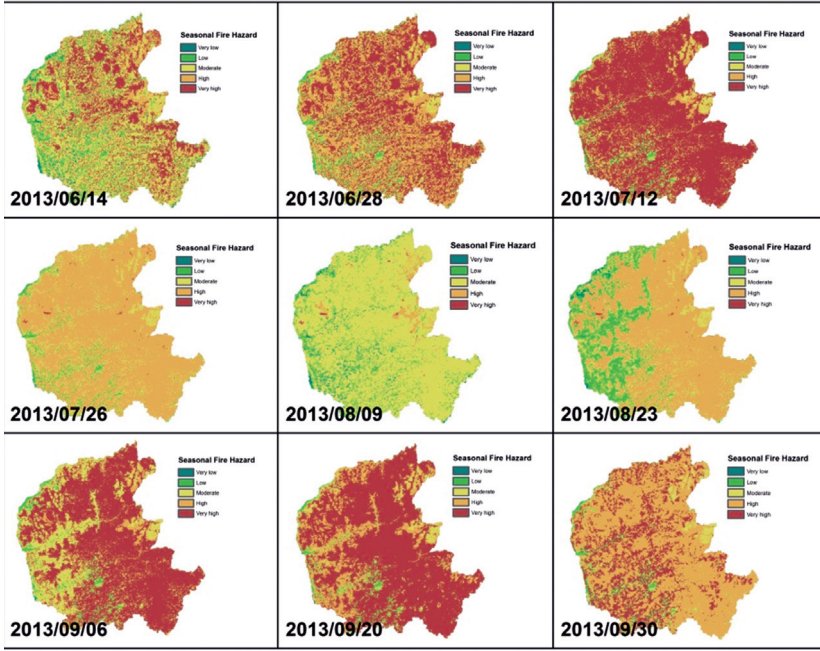 Seasonal Fire Hazard
Very low
Low
Moderate
High
Very high
2013/06/14
Seasonal Fire Hazard
Very low
Low
Moderate
High
Very high
2013/06/28
Seasonal Fire Hazard
Very low
Low
Moderate
High
Very high
2013/07/12
Seasonal Fire Hazard
Very low
Low
Moderate
High
Very high
2013/07/26
Seasonal Fire Hazard
Very low
Low
Moderate
High
Very high
2013/08/09
Seasonal Fire Hazard
Very low
Low
Moderate
High
Very high
2013/08/23
Seasonal Fire Hazard
Very low
Low
Moderate
High
Very high
2013/09/06
Seasonal Fire Hazard
Very low
Low
Moderate
High
Very high
2013/09/20
Seasonal Fire Hazard
Very low
Low
Moderate
High
Very high
2013/09/30